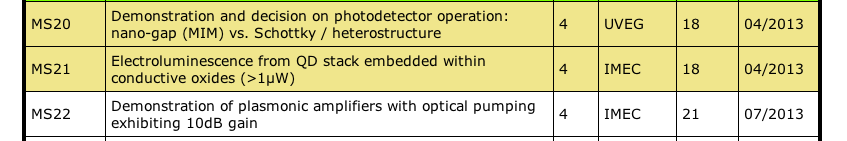 MS20 Demonstration and decision on photodetector operation: nano-gap (MIM) vs. Schottky / heterostructure 4 UVEG 18 04/2013
MS21 Electroluminescence from QD stack embedded within conductive oxides (>1µW) 4 IMEC 18 04/2013
MS22 Demonstration of plasmonic amplifiers with optical pumping exhibiting 10dB gain 4 IMEC 21 07/2013